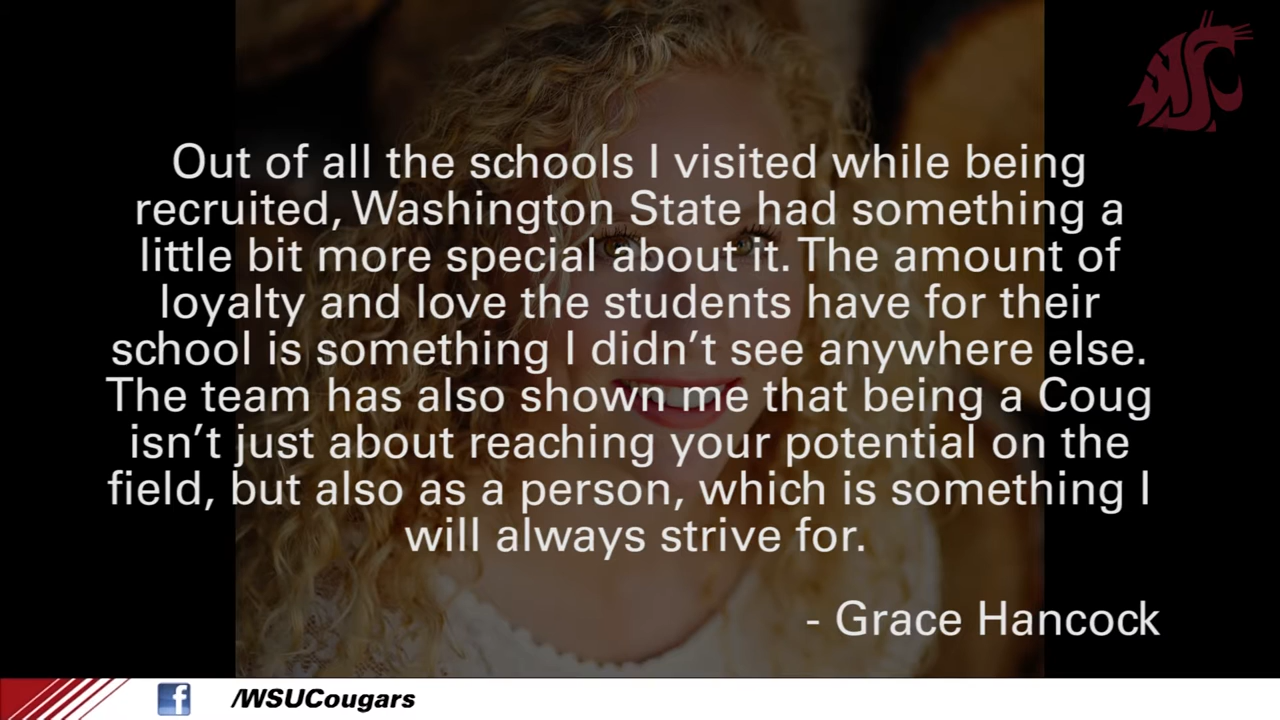 Out of all the schools I visited while being
recruited, Washington State had something a
little bit more special about it. The amount of
loyalty and love the students have for their
school is something I didn’t see anywhere else.
The team has also shown me that being a Coug
isn’t just about reaching your potential on the
field, but also as a person, which is something I
will always strive for.
- Grace Hancock
f /WSUCougars
WSC